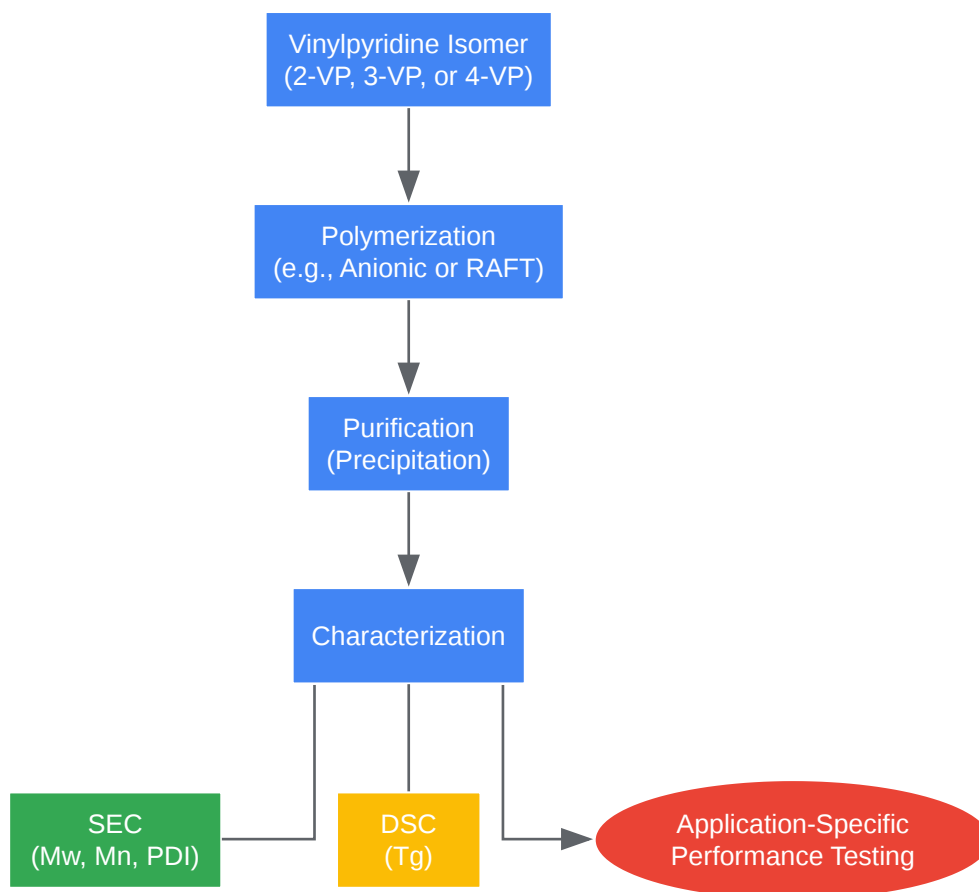 Vinylpyridine Isomer
(2-VP, 3-VP, or 4-VP)
Polymerization
(e.g., Anionic or RAFT)
Purification
(Precipitation)
Characterization
SEC
(Mw, Mn, PDI)
DSC
(Tg)
Application-Specific
Performance Testing